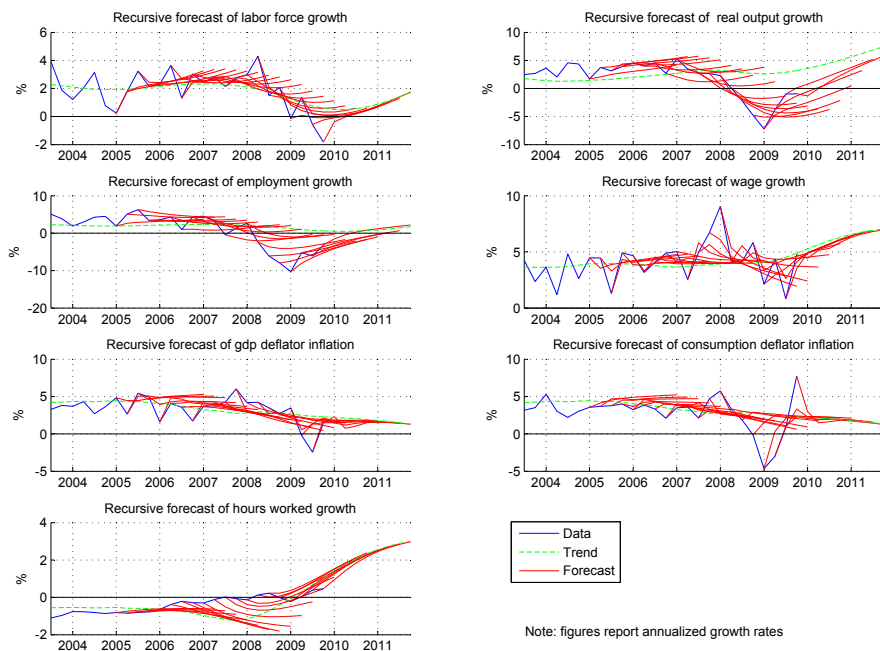 Recursive forecast of labor force growth
6
4
2
0
-2
%
2004 2005 2006 2007 2008 2009 2010 2011
Recursive forecast of real output growth
10
5
0
-5
-10
%
2004 2005 2006 2007 2008 2009 2010 2011
Recursive forecast of employment growth
10
0
-10
-20
%
2004 2005 2006 2007 2008 2009 2010 2011
Recursive forecast of wage growth
10
5
0
%
2004 2005 2006 2007 2008 2009 2010 2011
Recursive forecast of gdp deflator inflation
10
5
0
-5
%
2004 2005 2006 2007 2008 2009 2010 2011
Recursive forecast of consumption deflator inflation
10
5
0
-5
%
2004 2005 2006 2007 2008 2009 2010 2011
Recursive forecast of hours worked growth
4
2
0
-2
%
2004 2005 2006 2007 2008 2009 2010 2011
Data
Trend
Forecast
Note: figures report annualized growth rates